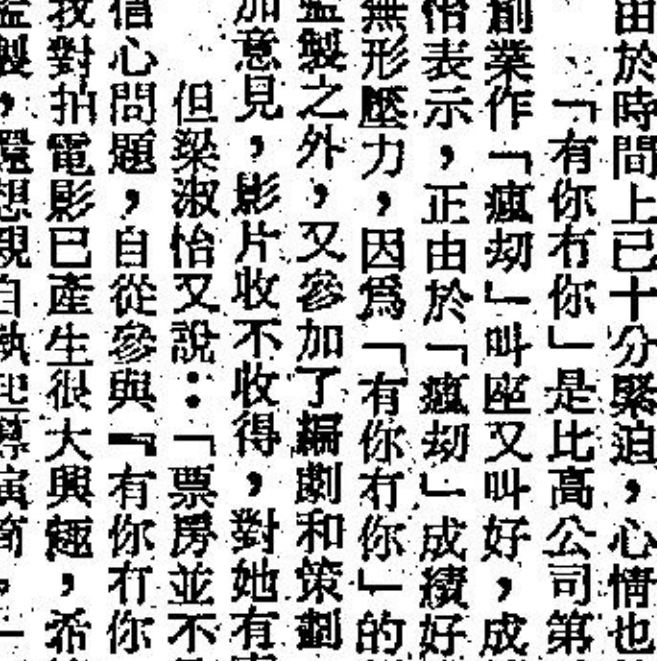 由於時間上已十分緊迫，心情也
「有你冇你」是比高公司第
創業作「瘋劫」叫座又叫好，成
怡表示，正由於「瘋劫」成績好
無形壓力，因爲「有你冇你」的
監製之外，又參加了編劇和策劃
加意見，影片收不收得，對她有
但梁淑怡又說：「票房並不
信心問題，自從參與『有你冇你
我對拍電影已產生很大興趣，希
監製，還想親自執起導演筒。